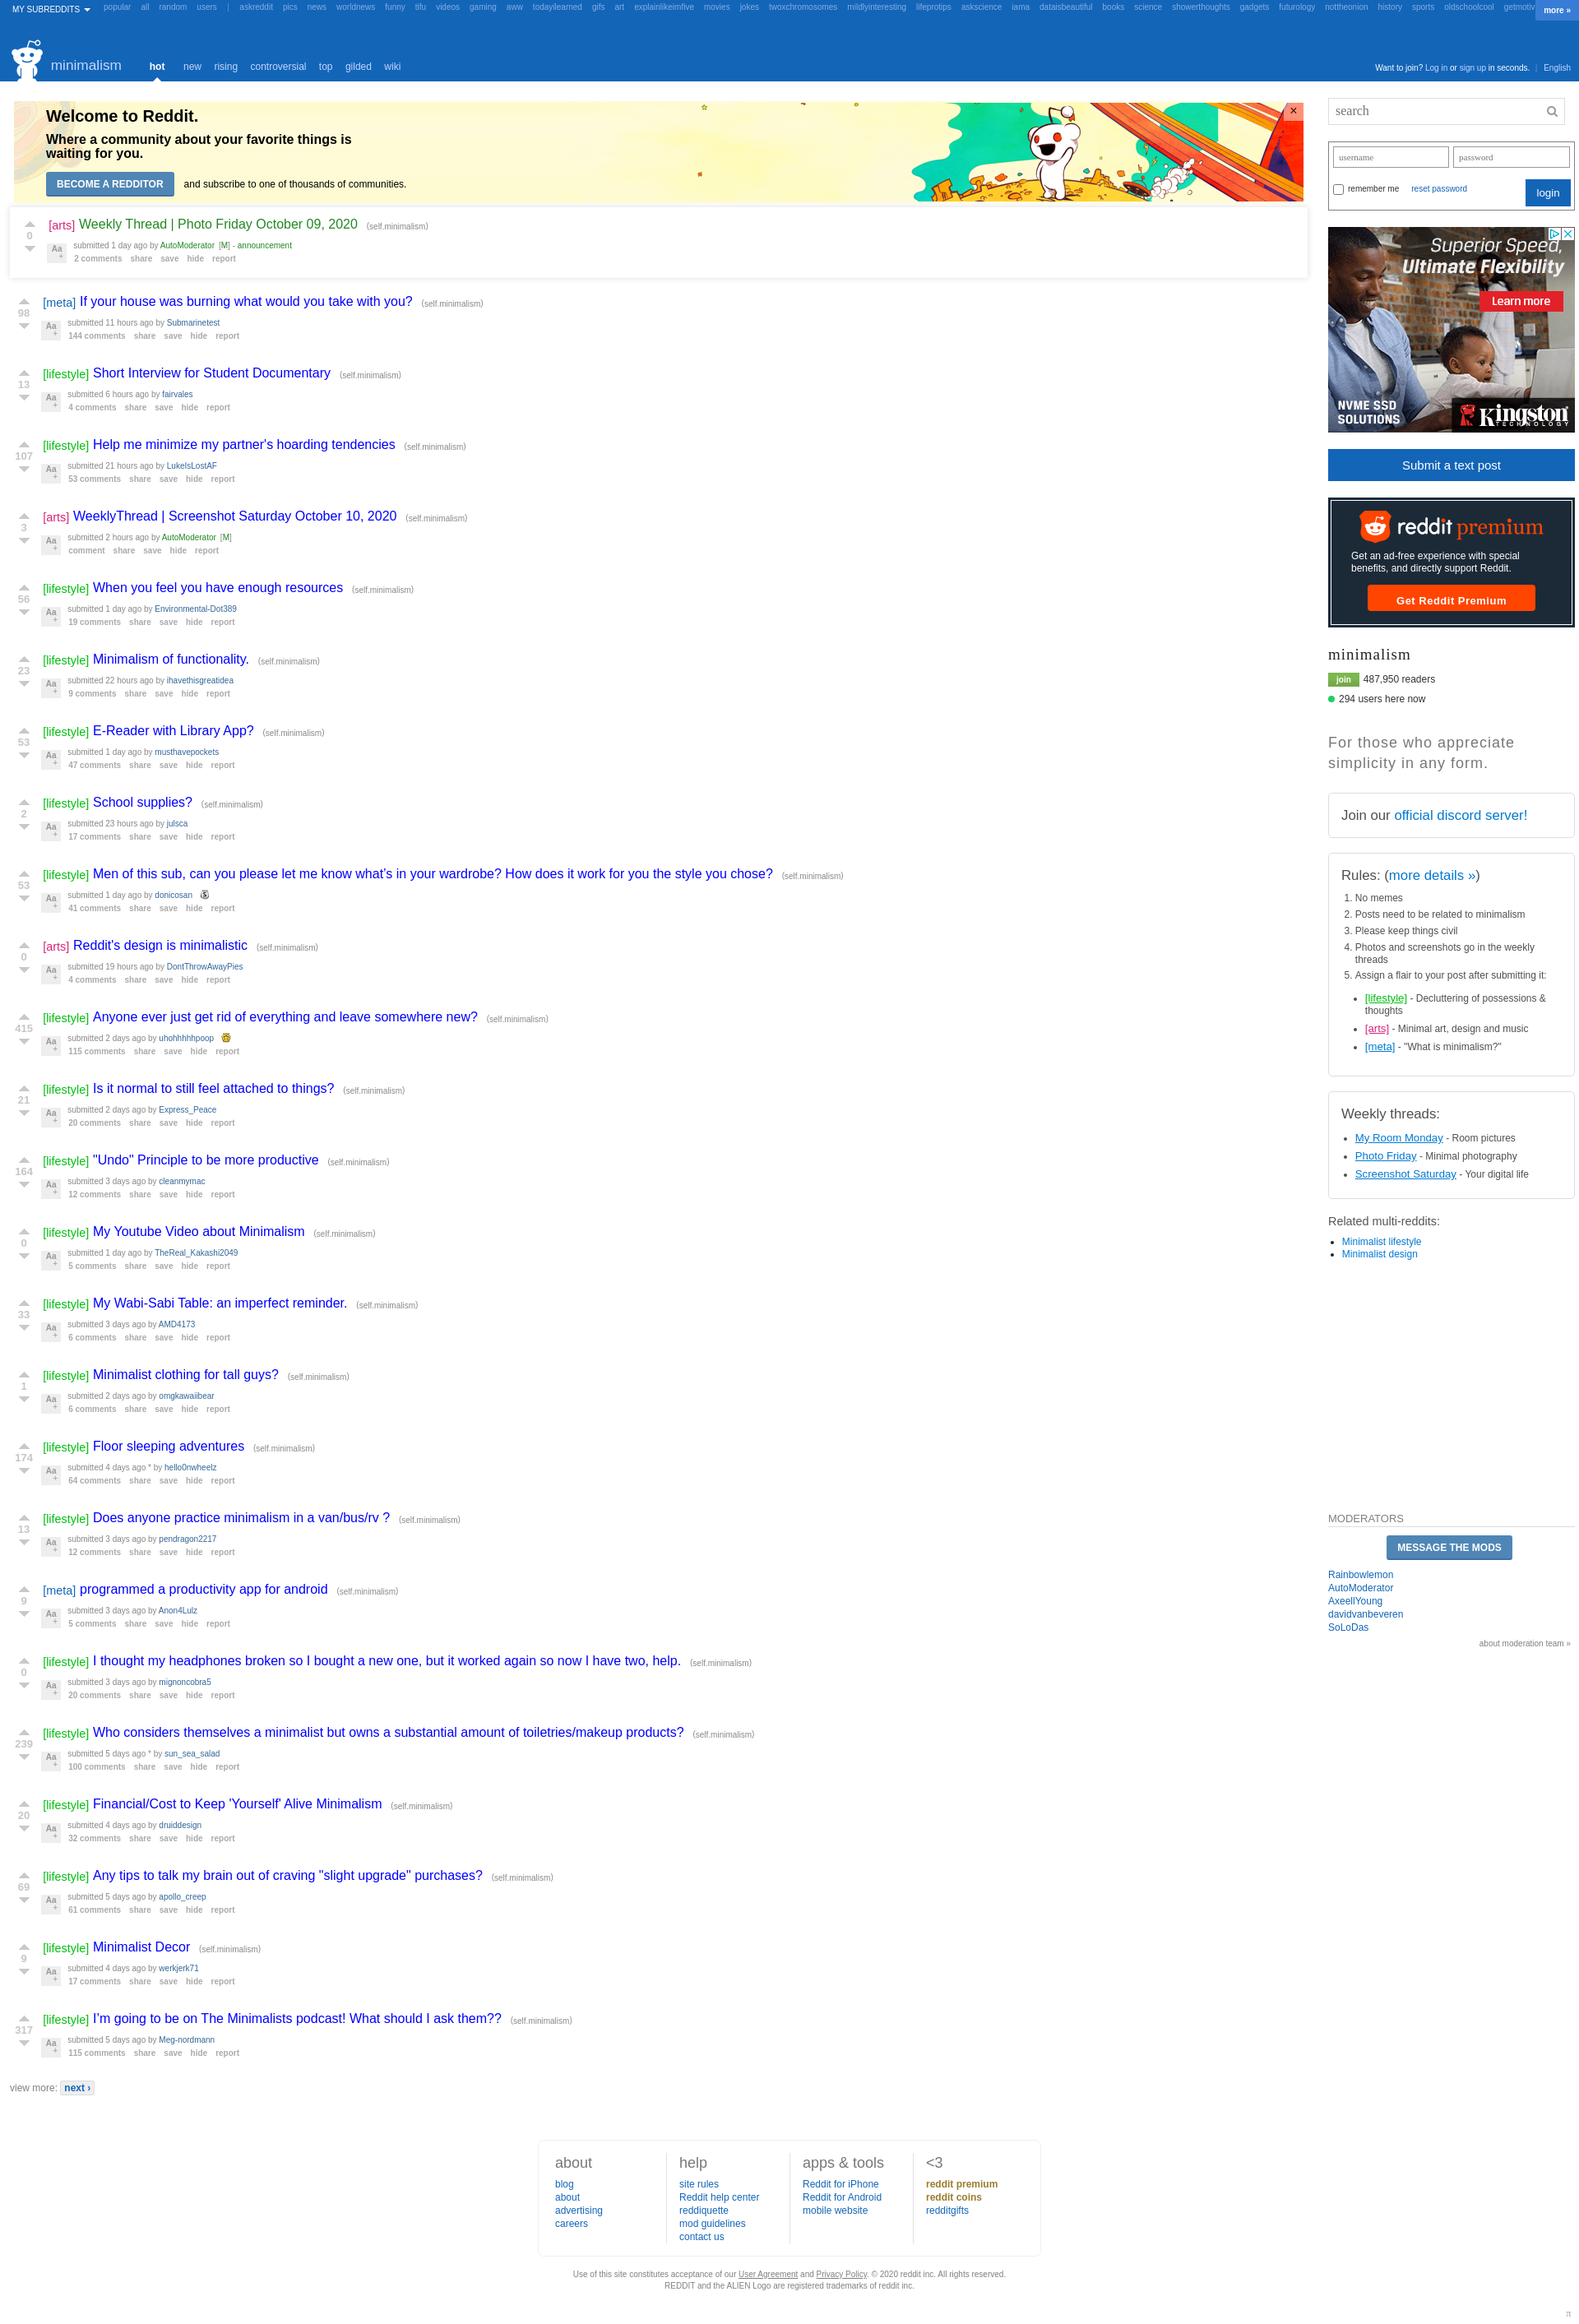 MY SUBREDDITS popular all random users | askreddit pics news worldnews funny tifu videos gaming aww todayilearned gifs art explainlikeimfive movies jokes twoxchromosomes mildlyinteresting lifeprotips askscience iama dataisbeautiful books science showerthoughts gadgets futurology nottheonion history sports oldschoolcool getmotiv more »
minimalism hot new rising controversial top gilded wiki
Want to join? Log in or sign up in seconds. | English
Welcome to Reddit.
Where a community about your favorite things is
waiting for you.
BECOME A REDDITOR and subscribe to one of thousands of communities.
×
0
[arts] Weekly Thread | Photo Friday October 09, 2020 (self.minimalism)
Aa+ submitted 1 day ago by AutoModerator [M] - announcement
2 comments share save hide report
98
[meta] If your house was burning what would you take with you? (self.minimalism)
Aa+ submitted 11 hours ago by Submarinetest
144 comments share save hide report
13
[lifestyle] Short Interview for Student Documentary (self.minimalism)
Aa+ submitted 6 hours ago by fairvales
4 comments share save hide report
107
[lifestyle] Help me minimize my partner's hoarding tendencies (self.minimalism)
Aa+ submitted 21 hours ago by LukeIsLostAF
53 comments share save hide report
3
[arts] WeeklyThread | Screenshot Saturday October 10, 2020 (self.minimalism)
Aa+ submitted 2 hours ago by AutoModerator [M]
comment share save hide report
56
[lifestyle] When you feel you have enough resources (self.minimalism)
Aa+ submitted 1 day ago by Environmental-Dot389
19 comments share save hide report
23
[lifestyle] Minimalism of functionality. (self.minimalism)
Aa+ submitted 22 hours ago by ihavethisgreatidea
9 comments share save hide report
53
[lifestyle] E-Reader with Library App? (self.minimalism)
Aa+ submitted 1 day ago by musthavepockets
47 comments share save hide report
2
[lifestyle] School supplies? (self.minimalism)
Aa+ submitted 23 hours ago by julsca
17 comments share save hide report
53
[lifestyle] Men of this sub, can you please let me know what's in your wardrobe? How does it work for you the style you chose? (self.minimalism)
Aa+ submitted 1 day ago by donicosan
41 comments share save hide report
0
[arts] Reddit's design is minimalistic (self.minimalism)
Aa+ submitted 19 hours ago by DontThrowAwayPies
4 comments share save hide report
415
[lifestyle] Anyone ever just get rid of everything and leave somewhere new? (self.minimalism)
Aa+ submitted 2 days ago by uhohhhhhpoop
115 comments share save hide report
21
[lifestyle] Is it normal to still feel attached to things? (self.minimalism)
Aa+ submitted 2 days ago by Express_Peace
20 comments share save hide report
164
[lifestyle] "Undo" Principle to be more productive (self.minimalism)
Aa+ submitted 3 days ago by cleanmymac
12 comments share save hide report
0
[lifestyle] My Youtube Video about Minimalism (self.minimalism)
Aa+ submitted 1 day ago by TheReal_Kakashi2049
5 comments share save hide report
33
[lifestyle] My Wabi-Sabi Table: an imperfect reminder. (self.minimalism)
Aa+ submitted 3 days ago by AMD4173
6 comments share save hide report
1
[lifestyle] Minimalist clothing for tall guys? (self.minimalism)
Aa+ submitted 2 days ago by omgkawaiibear
6 comments share save hide report
174
[lifestyle] Floor sleeping adventures (self.minimalism)
Aa+ submitted 4 days ago * by hello0nwheelz
64 comments share save hide report
13
[lifestyle] Does anyone practice minimalism in a van/bus/rv ? (self.minimalism)
Aa+ submitted 3 days ago by pendragon2217
12 comments share save hide report
9
[meta] programmed a productivity app for android (self.minimalism)
Aa+ submitted 3 days ago by Anon4Lulz
5 comments share save hide report
0
[lifestyle] I thought my headphones broken so I bought a new one, but it worked again so now I have two, help. (self.minimalism)
Aa+ submitted 3 days ago by mignoncobra5
20 comments share save hide report
239
[lifestyle] Who considers themselves a minimalist but owns a substantial amount of toiletries/makeup products? (self.minimalism)
Aa+ submitted 5 days ago * by sun_sea_salad
100 comments share save hide report
20
[lifestyle] Financial/Cost to Keep 'Yourself' Alive Minimalism (self.minimalism)
Aa+ submitted 4 days ago by druiddesign
32 comments share save hide report
69
[lifestyle] Any tips to talk my brain out of craving "slight upgrade" purchases? (self.minimalism)
Aa+ submitted 5 days ago by apollo_creep
61 comments share save hide report
9
[lifestyle] Minimalist Decor (self.minimalism)
Aa+ submitted 4 days ago by werkjerk71
17 comments share save hide report
317
[lifestyle] I'm going to be on The Minimalists podcast! What should I ask them?? (self.minimalism)
Aa+ submitted 5 days ago by Meg-nordmann
115 comments share save hide report
view more: next ›
search
username password
remember me reset password login
Superior Speed,
Ultimate Flexibility
Learn more
NVME SSD
SOLUTIONS
Kingston
TECHNOLOGY
Submit a text post
reddit premium
Get an ad-free experience with special
benefits, and directly support Reddit.
Get Reddit Premium
minimalism
join 487,950 readers
294 users here now
For those who appreciate
simplicity in any form.
Join our official discord server!
Rules: (more details »)
1. No memes
2. Posts need to be related to minimalism
3. Please keep things civil
4. Photos and screenshots go in the weekly
threads
5. Assign a flair to your post after submitting it:
[lifestyle] - Decluttering of possessions &
thoughts
[arts] - Minimal art, design and music
[meta] - "What is minimalism?"
Weekly threads:
My Room Monday - Room pictures
Photo Friday - Minimal photography
Screenshot Saturday - Your digital life
Related multi-reddits:
Minimalist lifestyle
Minimalist design
MODERATORS
MESSAGE THE MODS
Rainbowlemon
AutoModerator
AxeellYoung
davidvanbeveren
SoLoDas
about moderation team »
about
blog
about
advertising
careers
help
site rules
Reddit help center
reddiquette
mod guidelines
contact us
apps & tools
Reddit for iPhone
Reddit for Android
mobile website
<3
reddit premium
reddit coins
redditgifts
Use of this site constitutes acceptance of our User Agreement and Privacy Policy. © 2020 reddit inc. All rights reserved.
REDDIT and the ALIEN Logo are registered trademarks of reddit inc.
π